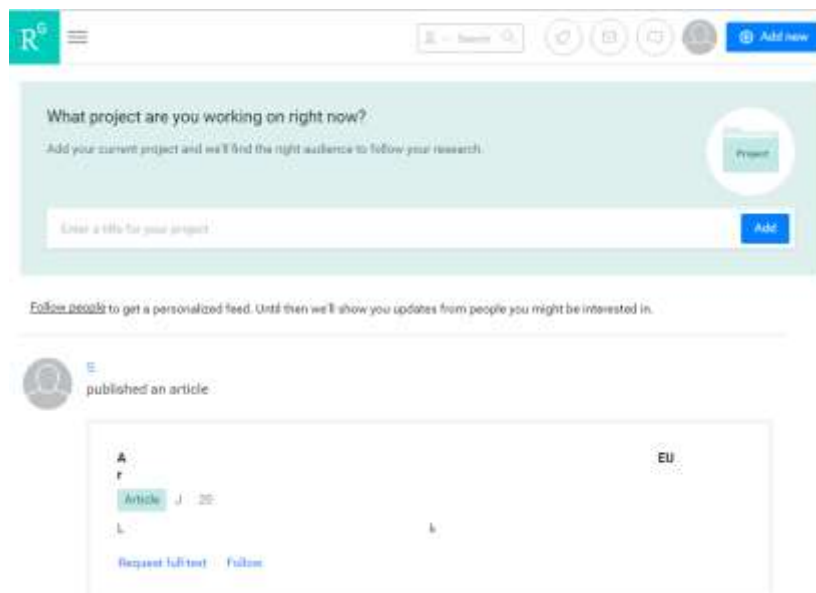 RG
Search
Add new
What project are you working on right now?
Add your current project and we'll find the right audience to follow your research.
Project
Enter a title for your project
Add
Follow people to get a personalized feed. Until then we'll show you updates from people you might be interested in.
S
published an article
A EU
r
Article J 20
L
Request full text Follow